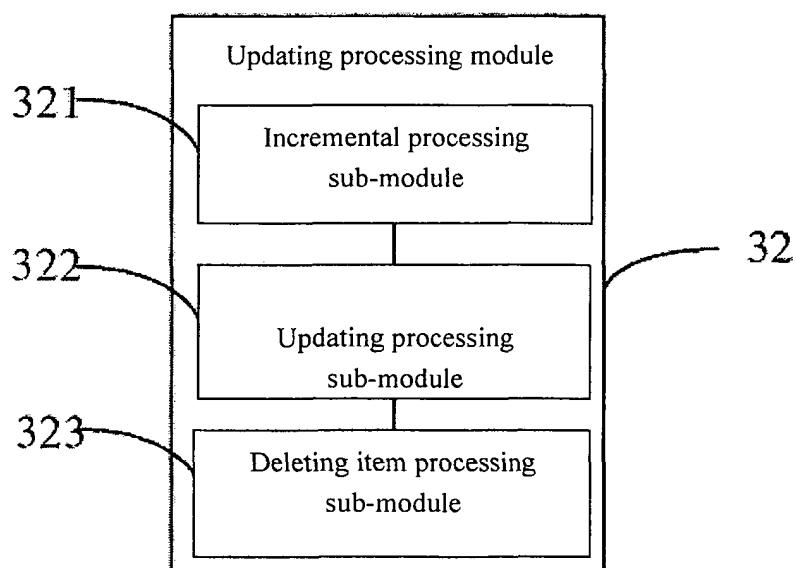 Updating processing module
321
Incremental processing
sub-module
322
32
Updating processing
sub-module
323
Deleting item processing
sub-module